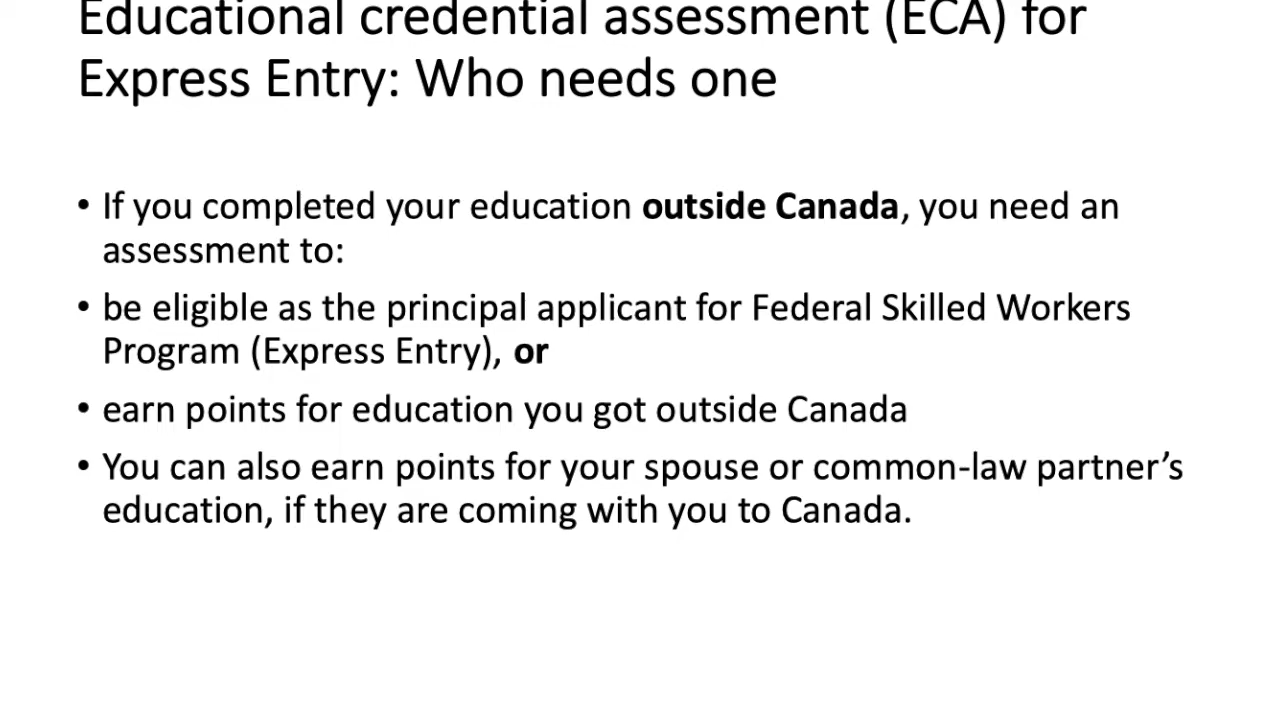 Educational credential assessment (ECA) for
Express Entry: Who needs one
• If you completed your education outside Canada, you need an
assessment to:
• be eligible as the principal applicant for Federal Skilled Workers
Program (Express Entry), or
• earn points for education you got outside Canada
• You can also earn points for your spouse or common-law partner’s
education, if they are coming with you to Canada.